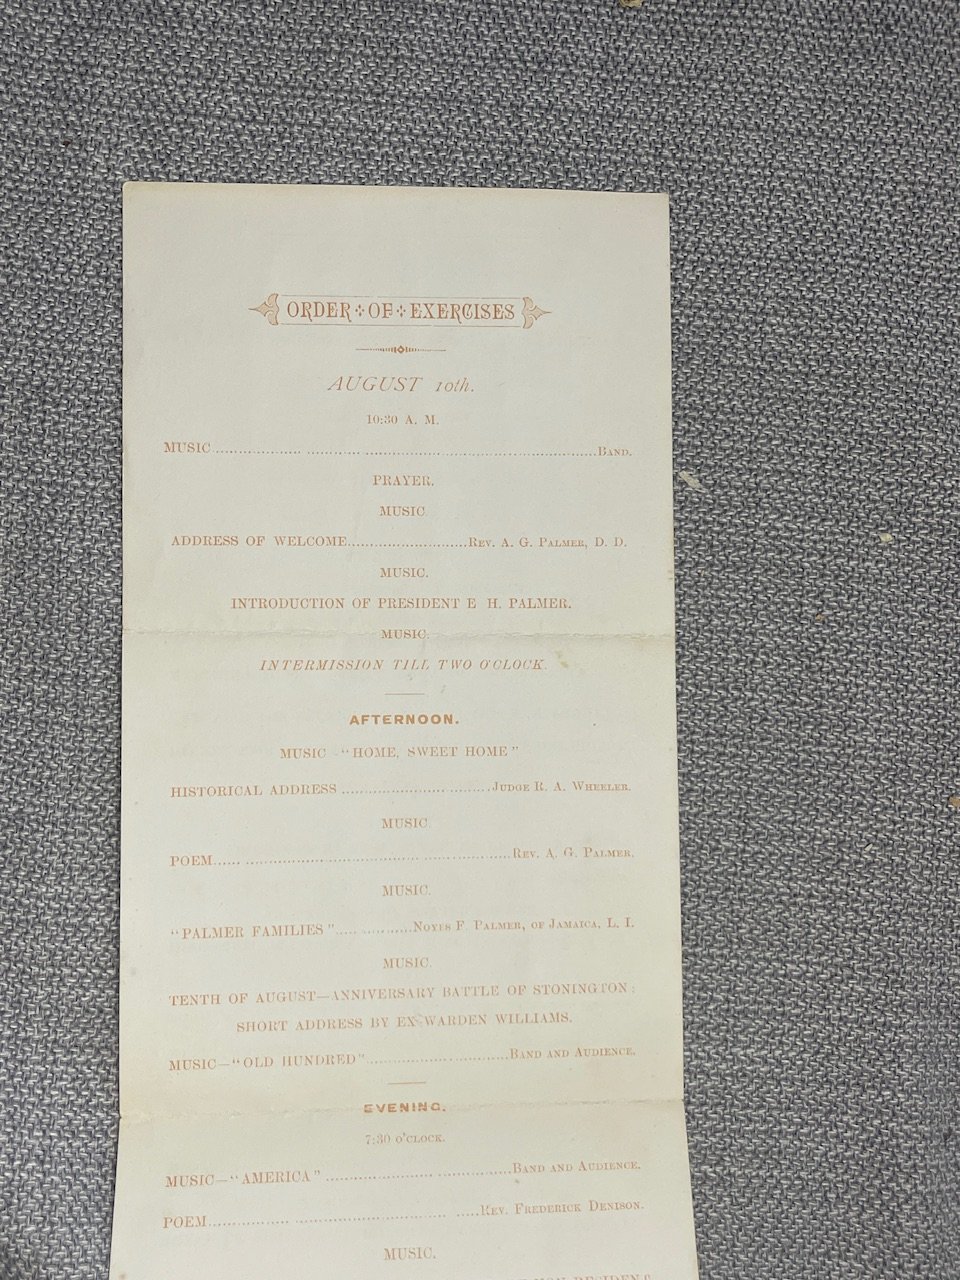 ORDER OF EXERCISES
AUGUST 10th.
10:30 A. M.
MUSIC........................................................Band.
PRAYER.
MUSIC
ADDRESS OF WELCOME..........................Rev. A. G. Palmer, D. D.
MUSIC.
INTRODUCTION OF PRESIDENT E H. PALMER.
MUSIC.
INTERMISSION TILL TWO O'CLOCK.
AFTERNOON.
MUSIC—"HOME, SWEET HOME"
HISTORICAL ADDRESS................................Judge R. A. Wheeler.
MUSIC
POEM........................................................Rev. A. G. Palmer.
MUSIC.
"PALMER FAMILIES"................Noyes F. Palmer, of Jamaica, L. I.
MUSIC.
TENTH OF AUGUST—ANNIVERSARY BATTLE OF STONINGTON;
SHORT ADDRESS BY EX-WARDEN WILLIAMS.
MUSIC—"OLD HUNDRED"..............................Band and Audience.
EVENING.
7:30 o'clock.
MUSIC—"AMERICA"......................................Band and Audience.
POEM....................................................Rev. Frederick Denison.
MUSIC.